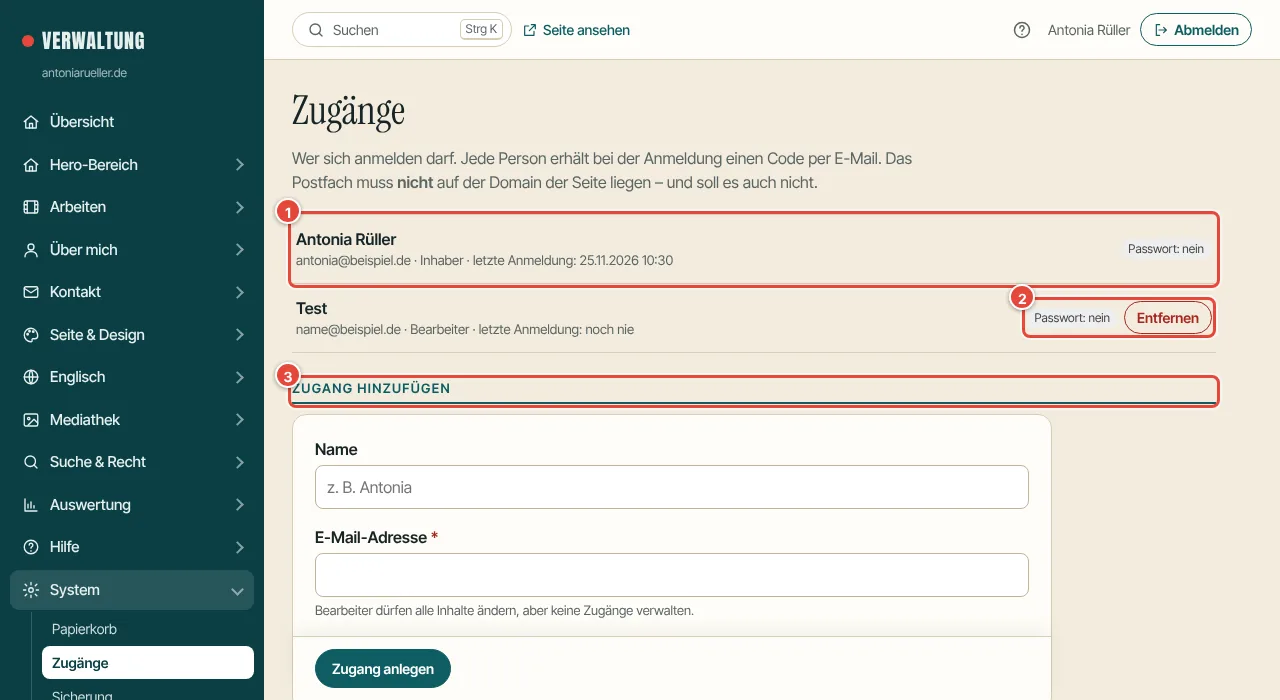 VERWALTUNG
antoniarueller.de
Übersicht
Hero-Bereich
Arbeiten
Über mich
Kontakt
Seite & Design
Englisch
Mediathek
Suche & Recht
Auswertung
Hilfe
System
Papierkorb
Zugänge
Sicherung
Suchen Strg K Seite ansehen Antonia Rüller Abmelden
Zugänge
Wer sich anmelden darf. Jede Person erhält bei der Anmeldung einen Code per E-Mail. Das
Postfach muss nicht auf der Domain der Seite liegen – und soll es auch nicht.
1
Antonia Rüller
antonia@beispiel.de · Inhaber · letzte Anmeldung: 25.11.2026 10:30
Passwort: nein
2
Test
name@beispiel.de · Bearbeiter · letzte Anmeldung: noch nie
Passwort: nein Entfernen
3
ZUGANG HINZUFÜGEN
Name
z. B. Antonia
E-Mail-Adresse *
Bearbeiter dürfen alle Inhalte ändern, aber keine Zugänge verwalten.
Zugang anlegen